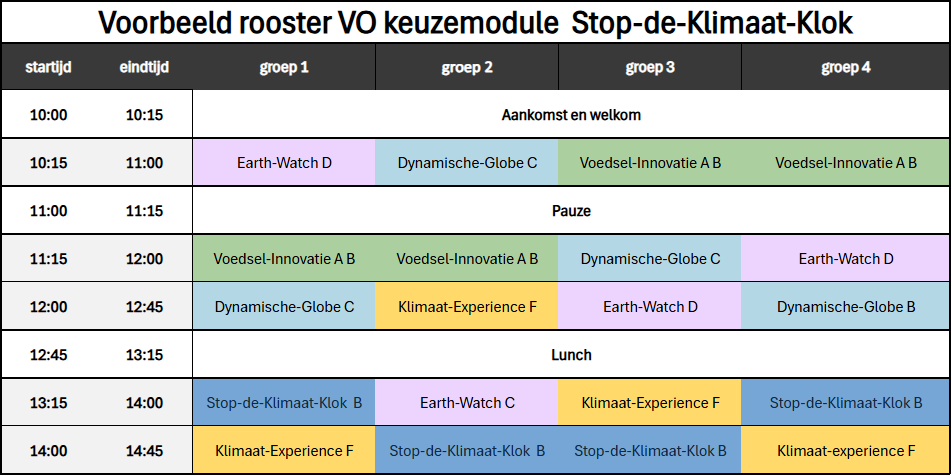 Voorbeeld rooster VO keuzemodule Stop-de-Klimaat-Klok
startijd eindtijd groep 1 groep 2 groep 3 groep 4
10:00 10:15 Aankomst en welkom
10:15 11:00 Earth-Watch D Dynamische-Globe C Voedsel-Innovatie A B Voedsel-Innovatie A B
11:00 11:15 Pauze
11:15 12:00 Voedsel-Innovatie A B Voedsel-Innovatie A B Dynamische-Globe C Earth-Watch D
12:00 12:45 Dynamische-Globe C Klimaat-Experience F Earth-Watch D Dynamische-Globe B
12:45 13:15 Lunch
13:15 14:00 Stop-de-Klimaat-Klok B Earth-Watch C Klimaat-Experience F Stop-de-Klimaat-Klok B
14:00 14:45 Klimaat-Experience F Stop-de-Klimaat-Klok B Stop-de-Klimaat-Klok B Klimaat-experience F